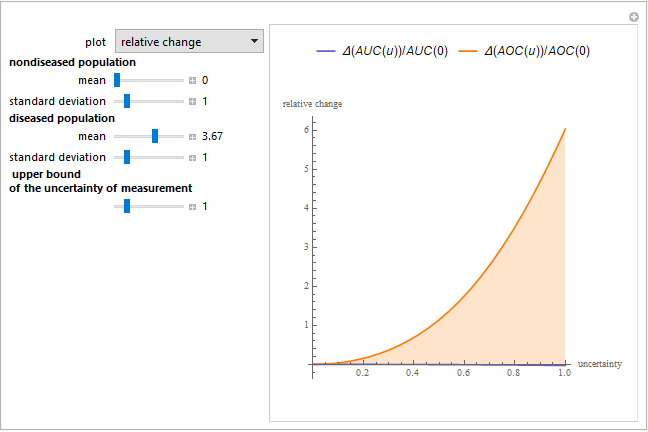 plot relative change
nondiseased population
mean 0
standard deviation 1
diseased population
mean 3.67
standard deviation 1
upper bound
of the uncertainty of measurement
1
Δ(AUC(u))/AUC(0) Δ(AOC(u))/AOC(0)
relative change
6
5
4
3
2
1
uncertainty
0.2 0.4 0.6 0.8 1.0